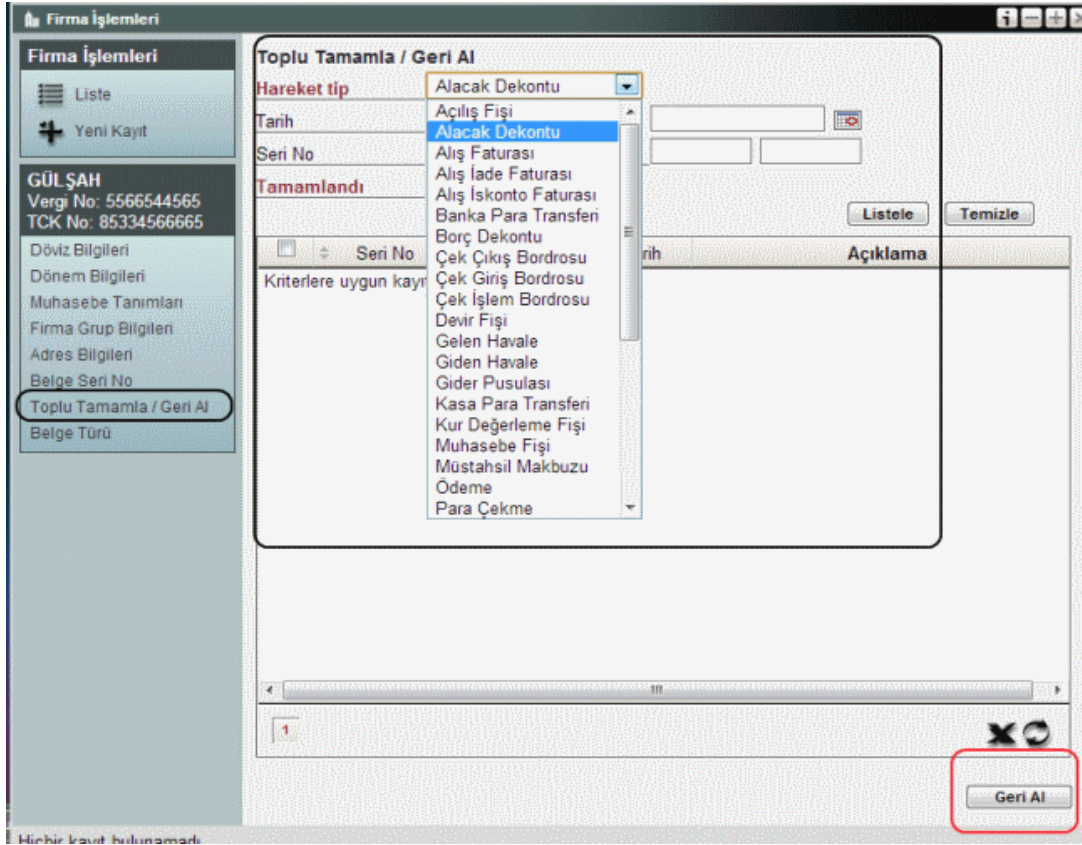 Firma İşlemleri
Firma İşlemleri
Liste
Yeni Kayıt
GÜLŞAH
Vergi No: 5566544565
TCK No: 85334566665
Döviz Bilgileri
Dönem Bilgileri
Muhasebe Tanımları
Firma Grup Bilgileri
Adres Bilgileri
Belge Seri No
Toplu Tamamla / Geri Al
Belge Türü
Toplu Tamamla / Geri Al
Hareket tip
Alacak Dekontu
Tarih
Seri No
Tamamlandı
Açılış Fişi
Alacak Dekontu
Alış Faturası
Alış İade Faturası
Alış İskonto Faturası
Banka Para Transferi
Borç Dekontu
Çek Çıkış Bordrosu
Çek Giriş Bordrosu
Çek İşlem Bordrosu
Devir Fişi
Gelen Havale
Giden Havale
Gider Pusulası
Kasa Para Transferi
Kur Değerleme Fişi
Muhasebe Fişi
Müstahsil Makbuzu
Ödeme
Para Çekme
Listele Temizle
Seri No rih Açıklama
Kriterlere uygun kayı
1
Geri Al
Hiçbir kayıt bulunamadı